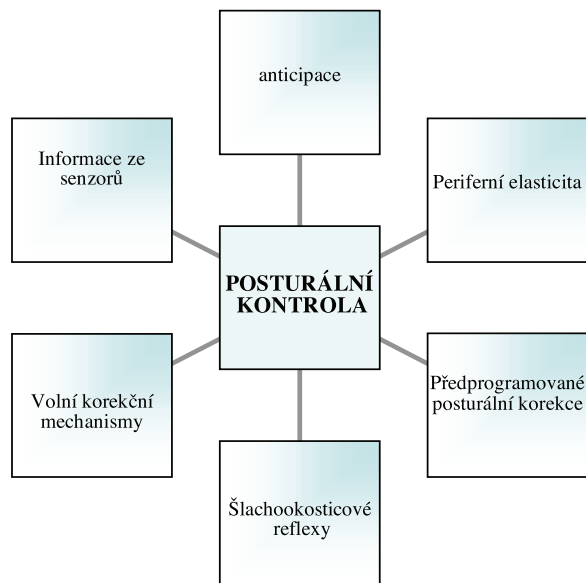 anticipace
Informace ze
senzorů
Periferní elasticita
POSTURÁLNÍ
KONTROLA
Volní korekční
mechanismy
Předprogramované
posturální korekce
Šlachookosticové
reflexy